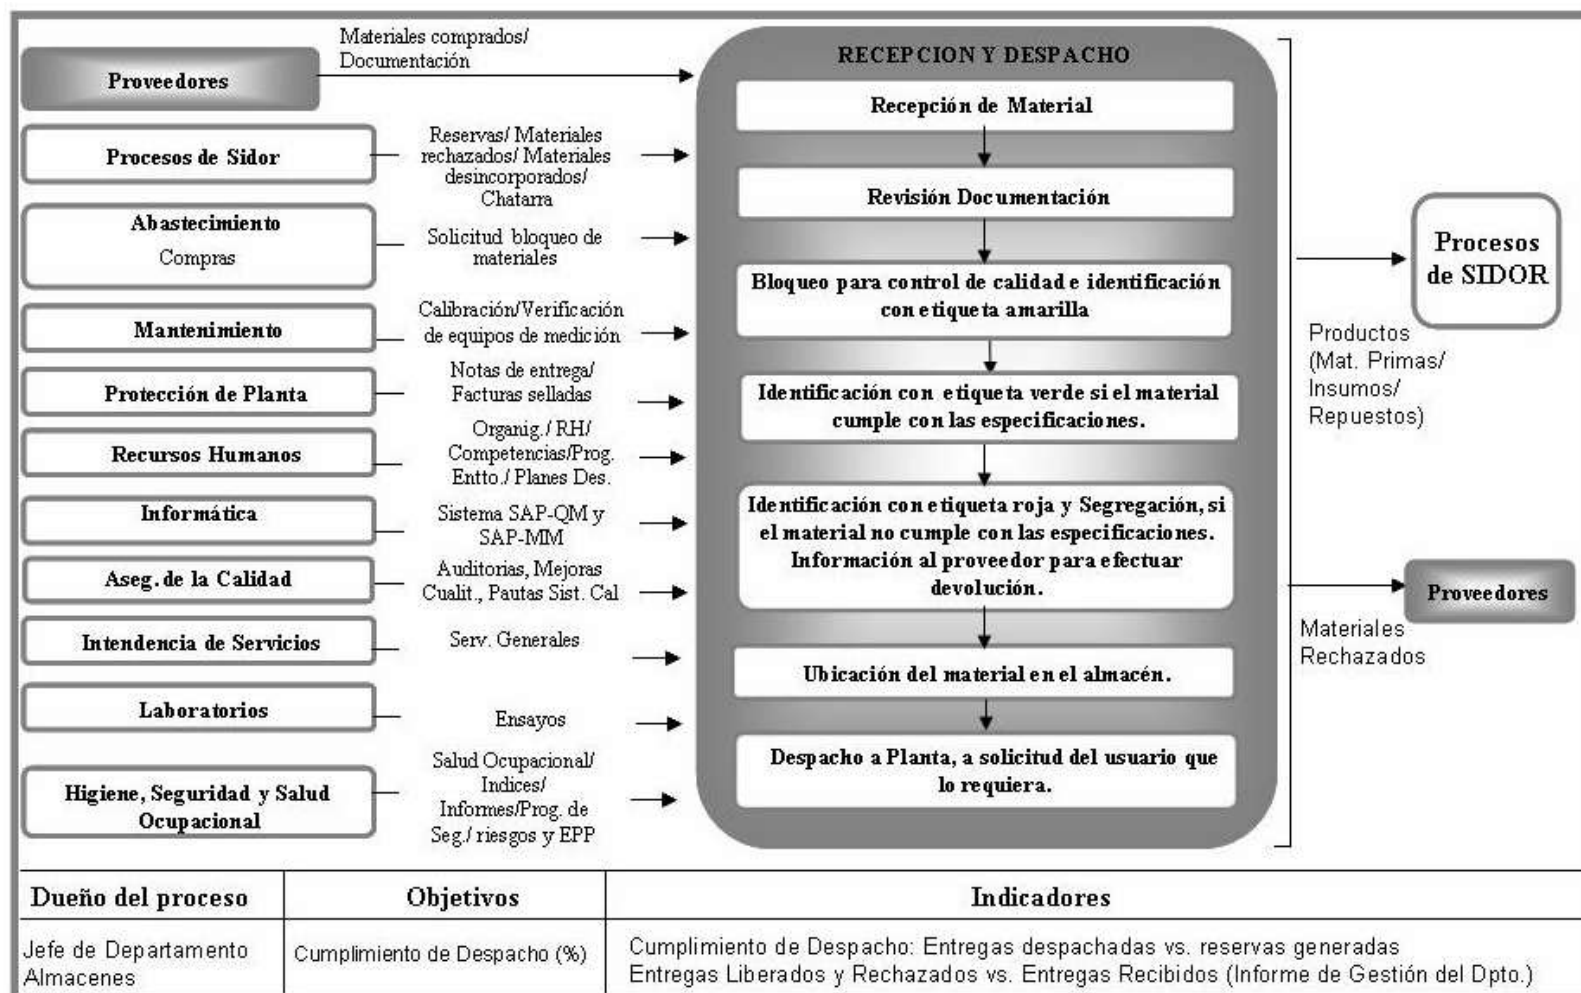 Proveedores
Materiales comprados/
Documentación
Procesos de Sidor
Reservas/ Materiales
rechazados/ Materiales
desincorporados/
Chatarra
Abastecimiento
Compras
Solicitud bloqueo de
materiales
Mantenimiento
Calibración/Verificación
de equipos de medición
Protección de Planta
Notas de entrega/
Facturas selladas
Recursos Humanos
Organig./ RH/
Competencias/Prog.
Entto./ Planes Des.
Informática
Sistema SAP-QM y
SAP-MM
Aseg. de la Calidad
Auditorias, Mejoras
Cualit., Pautas Sist. Cal
Intendencia de Servicios
Serv. Generales
Laboratorios
Ensayos
Higiene, Seguridad y Salud
Ocupacional
Salud Ocupacional/
Indices/
Informes/Prog. de
Seg./ riesgos y EPP
RECEPCION Y DESPACHO
Recepción de Material
Revisión Documentación
Bloqueo para control de calidad e identificación
con etiqueta amarilla
Identificación con etiqueta verde si el material
cumple con las especificaciones.
Identificación con etiqueta roja y Segregación, si
el material no cumple con las especificaciones.
Información al proveedor para efectuar
devolución.
Ubicación del material en el almacén.
Despacho a Planta, a solicitud del usuario que
lo requiera.
Procesos
de SIDOR
Productos
(Mat. Primas/
Insumos/
Repuestos)
Proveedores
Materiales
Rechazados
Dueño del proceso
Objetivos
Indicadores
Jefe de Departamento
Almacenes
Cumplimiento de Despacho (%)
Cumplimiento de Despacho: Entregas despachadas vs. reservas generadas
Entregas Liberados y Rechazados vs. Entregas Recibidos (Informe de Gestión del Dpto.)